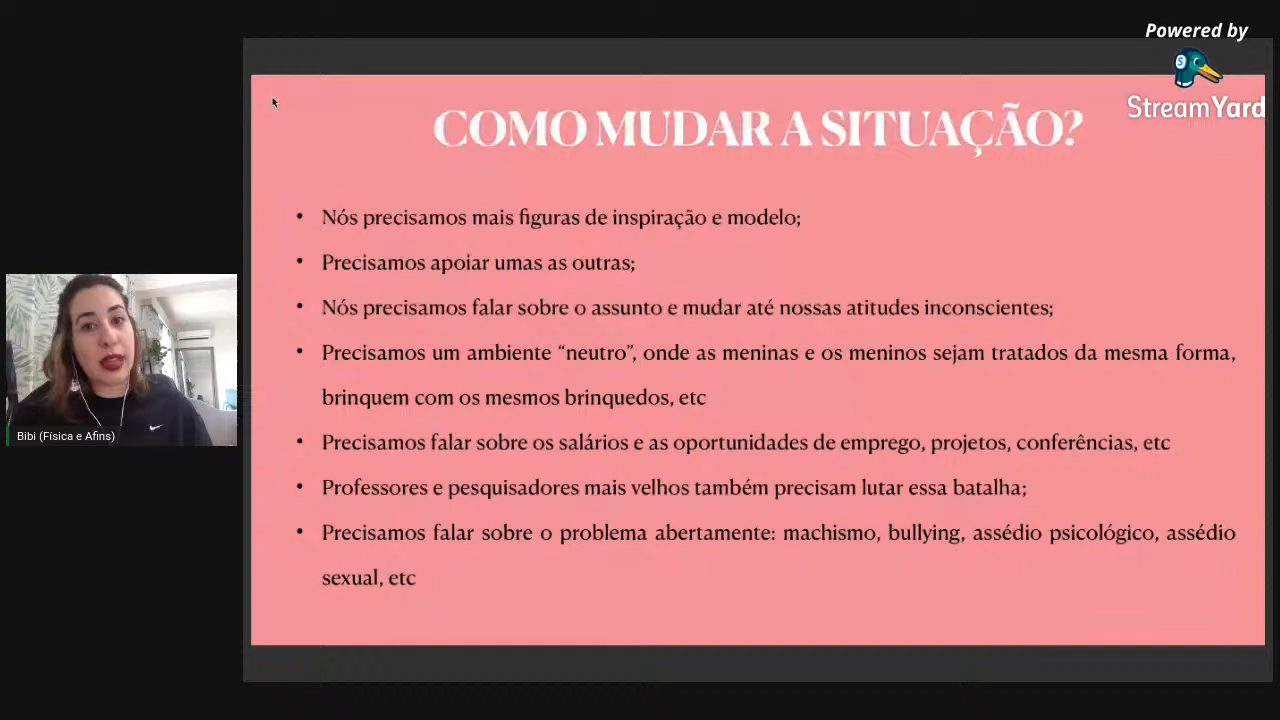 Powered by
StreamYard
COMO MUDAR A SITUAÇÃO?
• Nós precisamos mais figuras de inspiração e modelo;
• Precisamos apoiar umas as outras;
• Nós precisamos falar sobre o assunto e mudar até nossas atitudes inconscientes;
• Precisamos um ambiente “neutro”, onde as meninas e os meninos sejam tratados da mesma forma,
brinquem com os mesmos brinquedos, etc
• Precisamos falar sobre os salários e as oportunidades de emprego, projetos, conferências, etc
• Professores e pesquisadores mais velhos também precisam lutar essa batalha;
• Precisamos falar sobre o problema abertamente: machismo, bullying, assédio psicológico, assédio
sexual, etc
Bibi (Física e Afins)